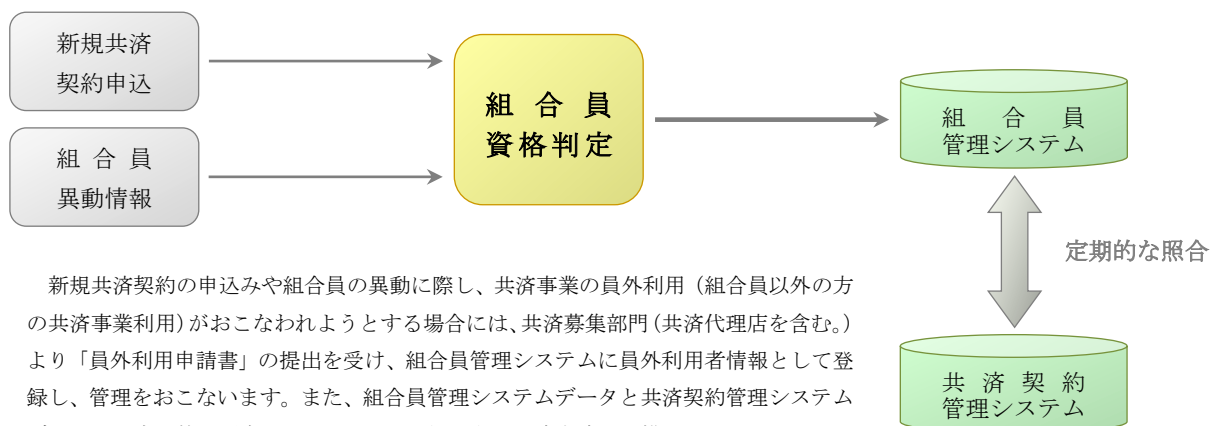 新規共済
契約申込
組合員
異動情報
組合員
資格判定
組合員
管理システム
定期的な照合
共済契約
管理システム
新規共済契約の申込みや組合員の異動に際し、共済事業の員外利用（組合員以外の方
の共済事業利用）がおこなわれようとする場合には、共済募集部門（共済代理店を含む。）
より「員外利用申請書」の提出を受け、組合員管理システムに員外利用者情報として登
録し、管理をおこないます。また、組合員管理システムデータと共済契約管理システム